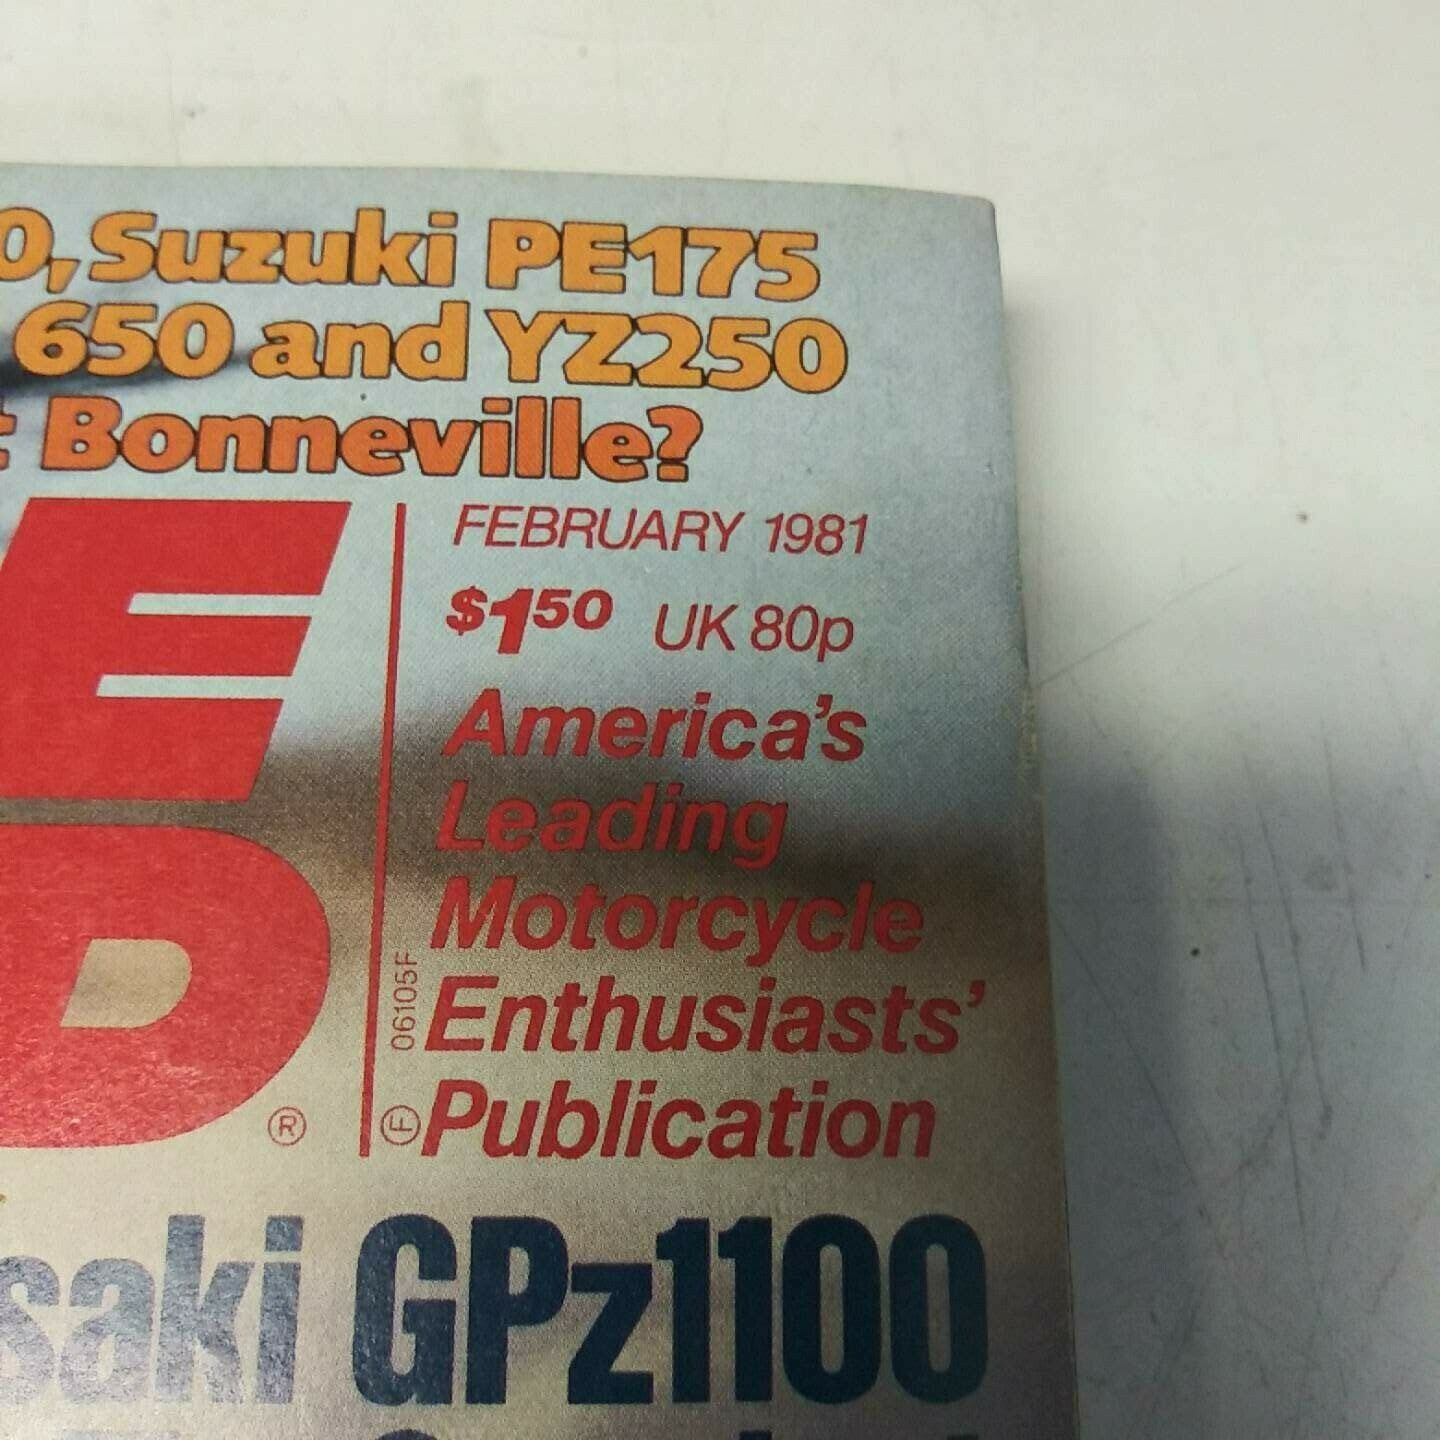 0, Suzuki PE175
650 and YZ250
Bonneville?
E
D
®
FEBRUARY 1981
$1.50 UK 80p
America's
Leading
Motorcycle
Enthusiasts'
Publication
06105F
F
saki GPz1100